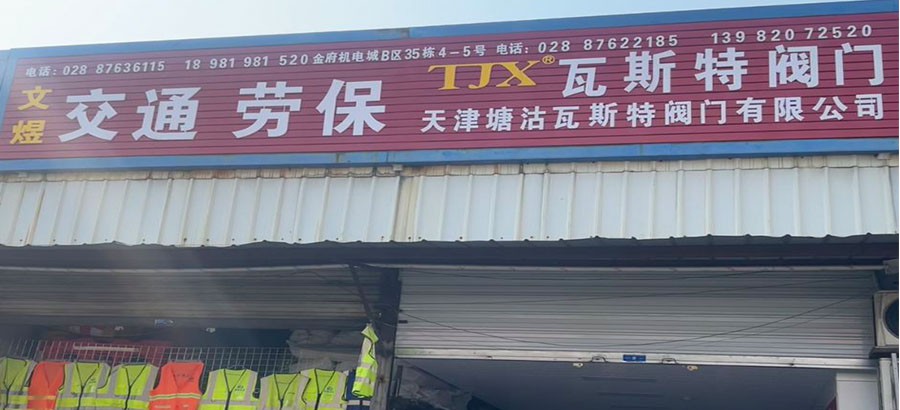 电话：028 87636115 18 981 981 520 金府机电城B区35栋4-5号
文煜 交通 劳保
电话：028 87622185 139 820 72520
TJX® 瓦斯特阀门
天津塘沽瓦斯特阀门有限公司